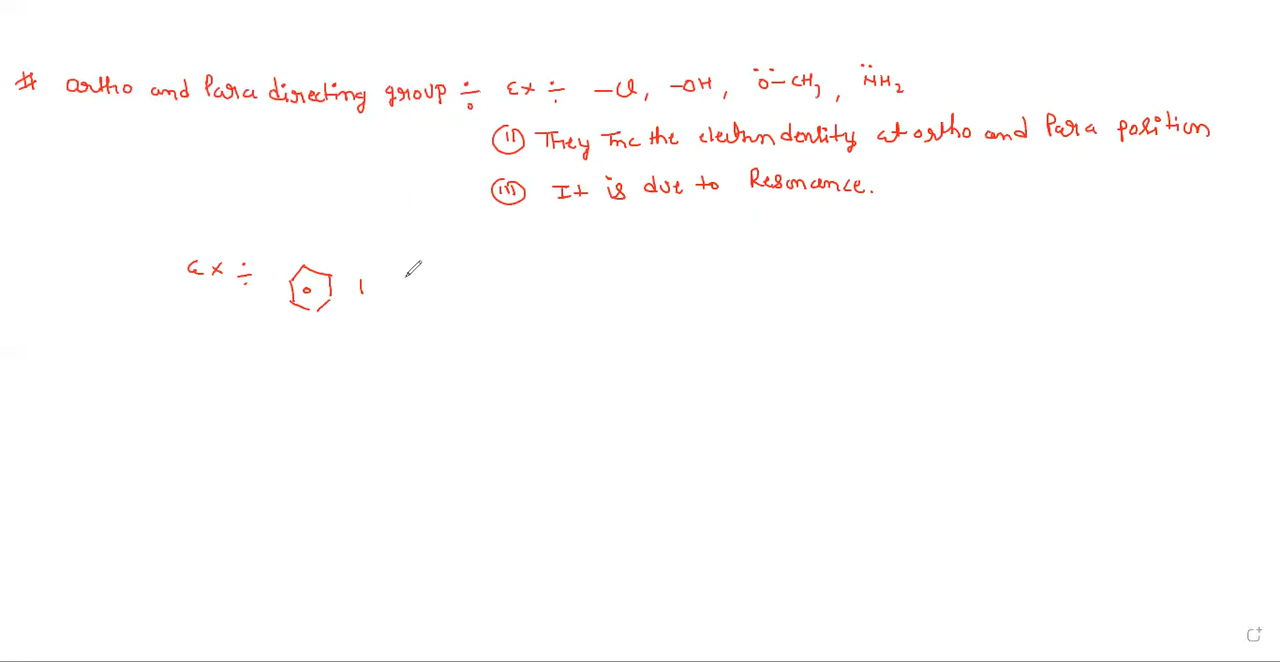 # ortho and Para directing group ÷ Ex ÷ -Cl, -OH, Ö-CH3, N̈H2
(ii) They Inc the electron density at ortho and Para position
(iii) It is due to Resonance.
Ex ÷